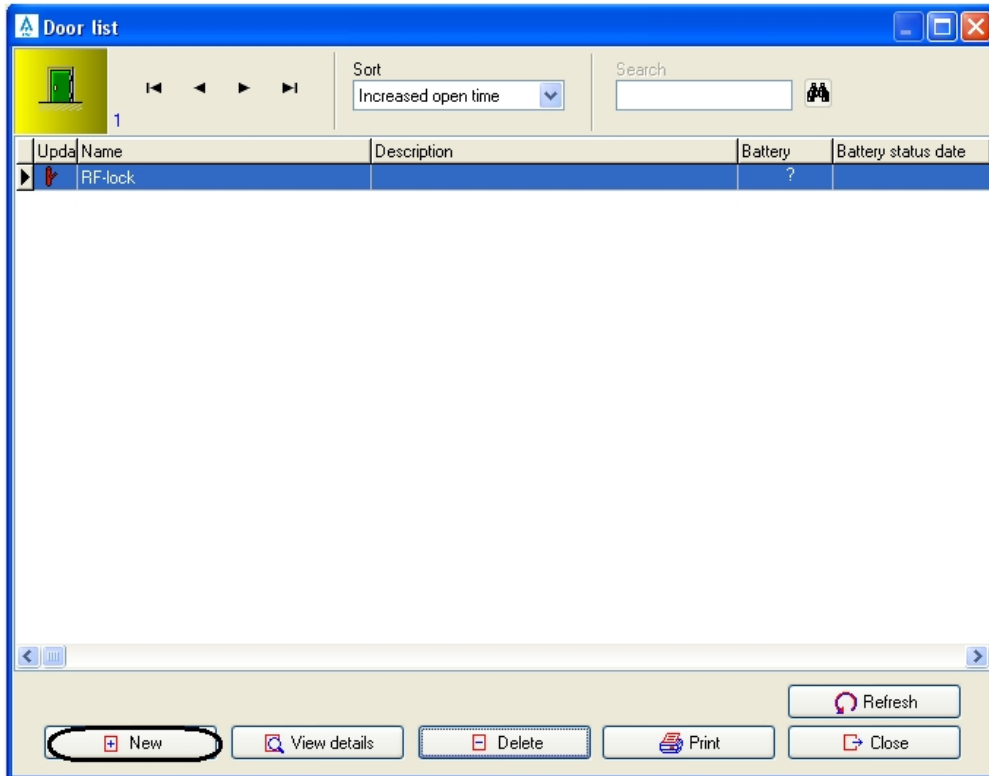 Door list
Sort
Search
Increased open time
1
Upda Name Description Battery Battery status date
RF-lock ?
Refresh
New View details Delete Print Close